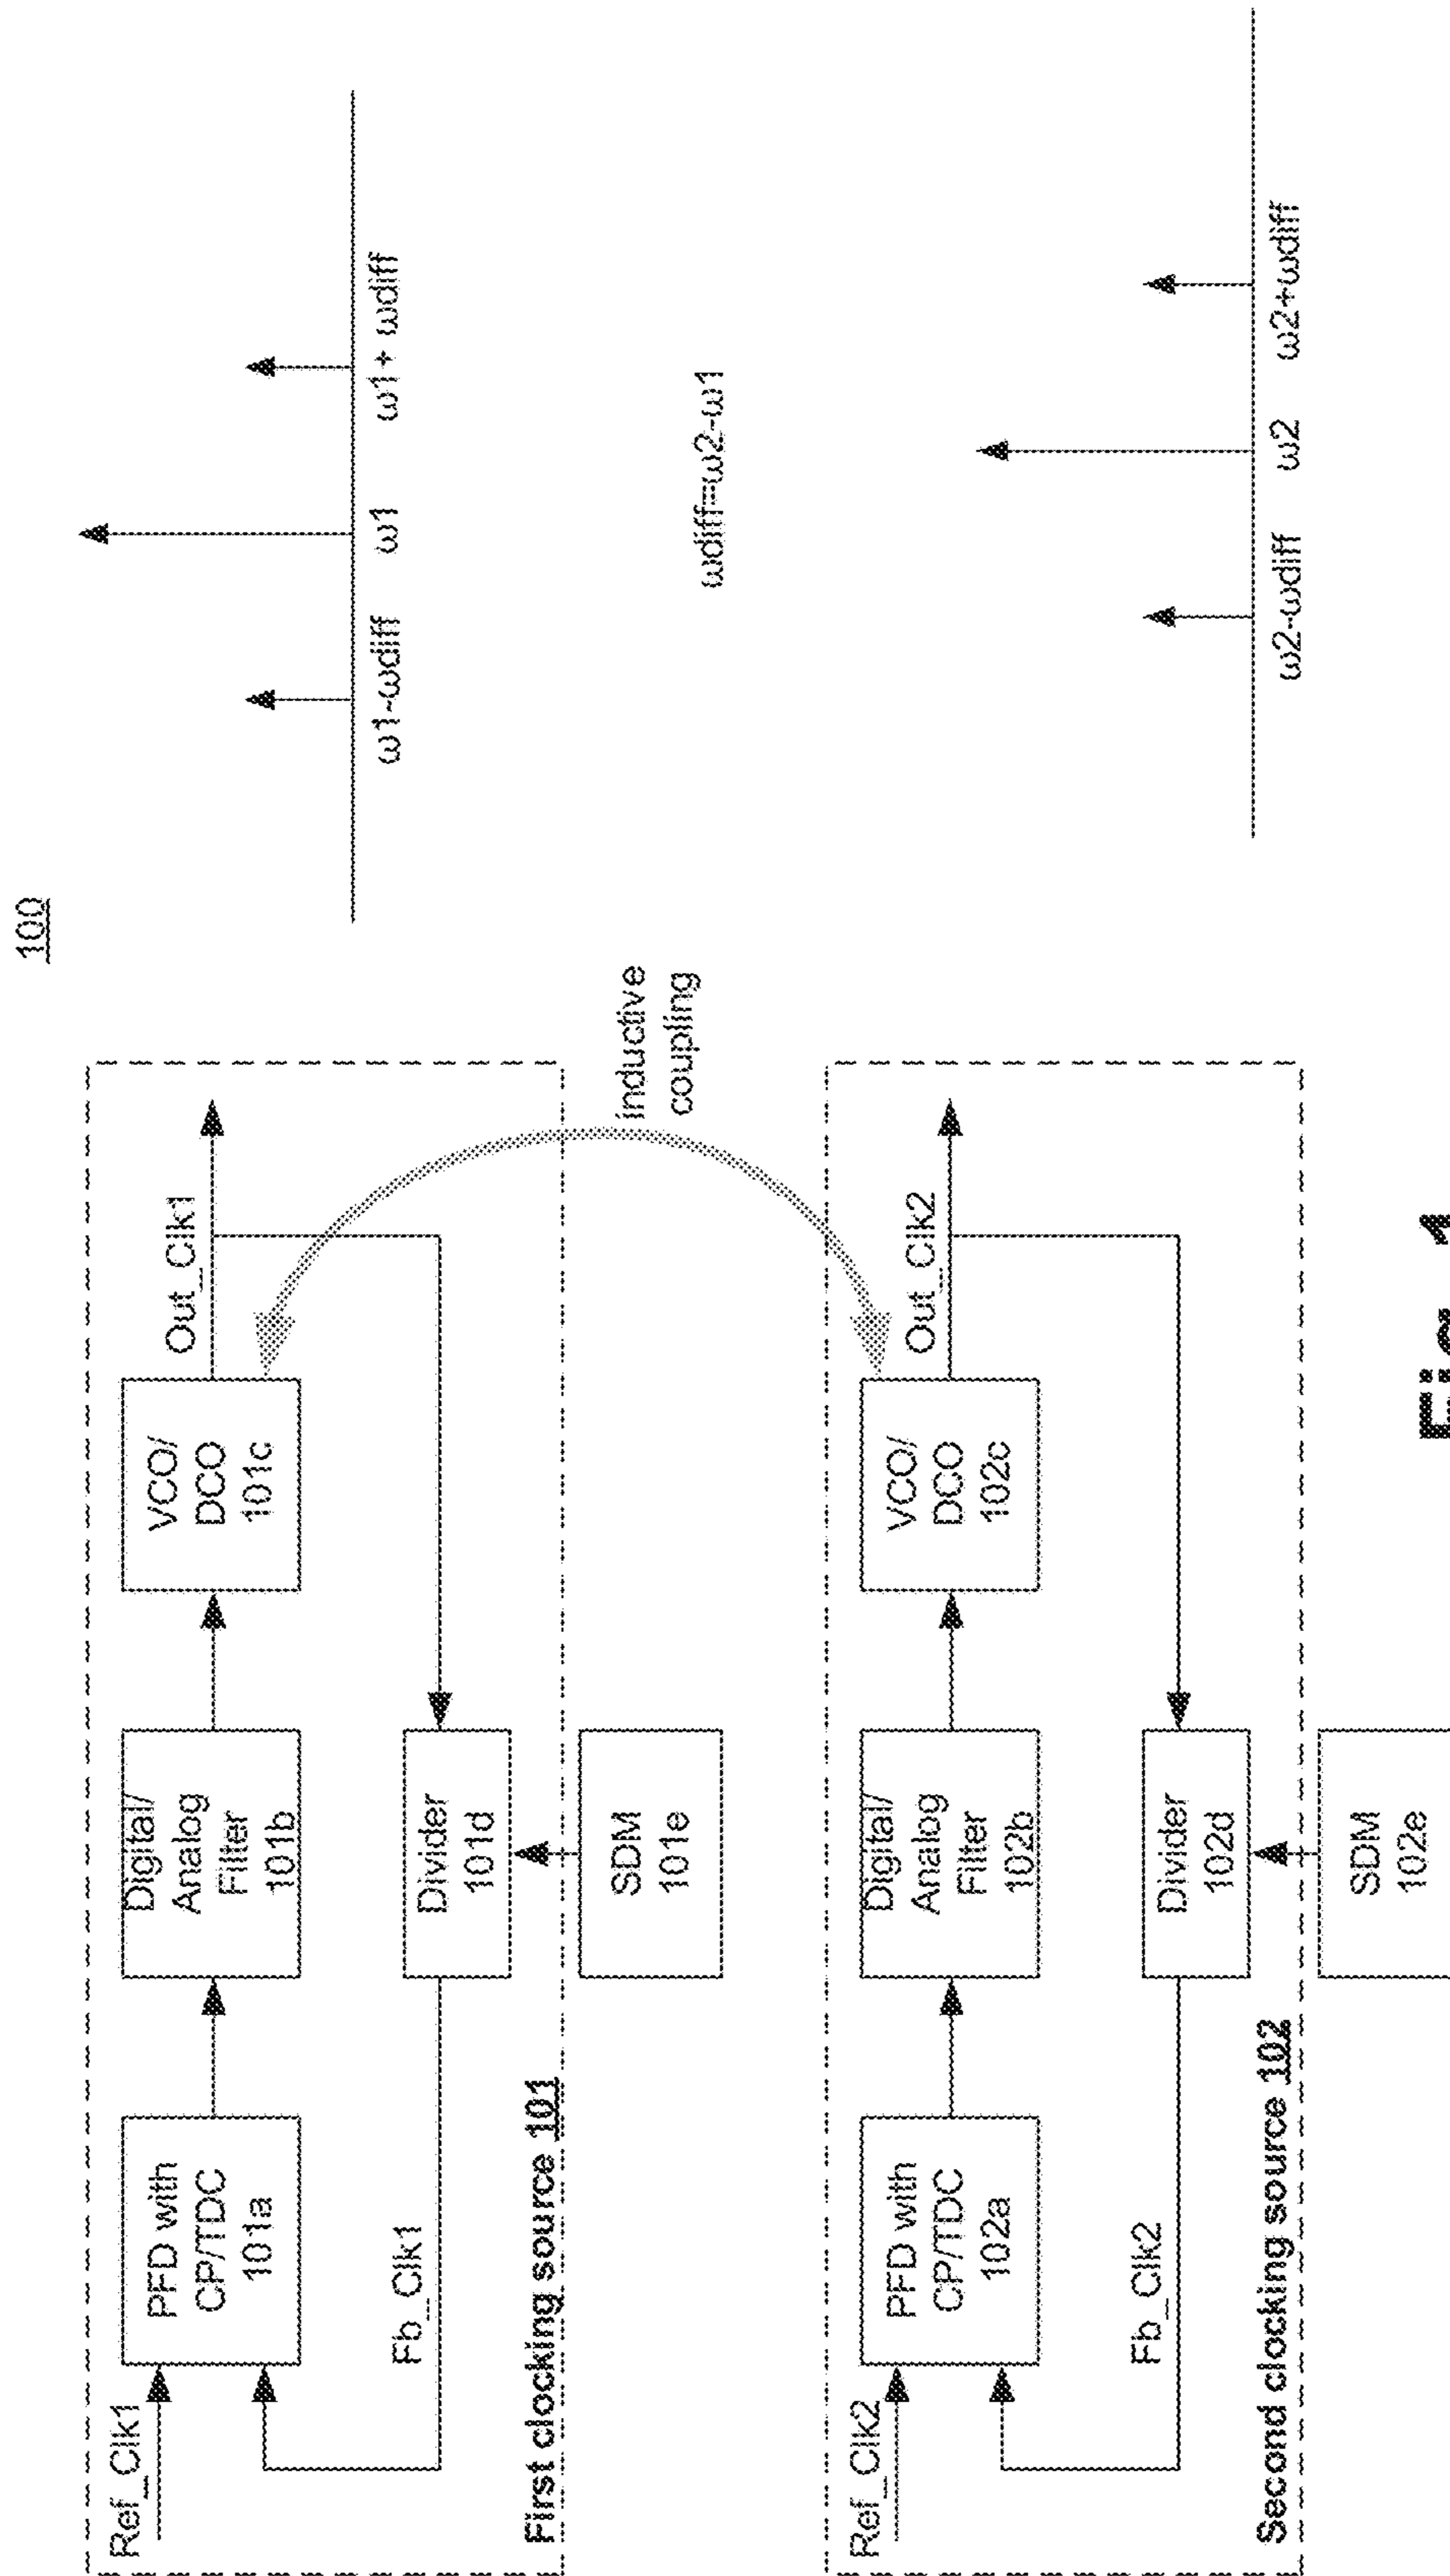 100
Ref_Clk1
PFD with
CP/TDC
101a
Digital/
Analog
Filter
101b
VCO/
DCO
101c
Out_Clk1
Fb_Clk1
Divider
101d
SDM
101e
First clocking source 101
inductive
coupling
Ref_Clk2
PFD with
CP/TDC
102a
Digital/
Analog
Filter
102b
VCO/
DCO
102c
Out_Clk2
Fb_Clk2
Divider
102d
SDM
102e
Second clocking source 102
ω1-ωdiff
ω1
ω1+ ωdiff
ωdiff=ω2-ω1
ω2-ωdiff
ω2
ω2+ωdiff
Fig. 1